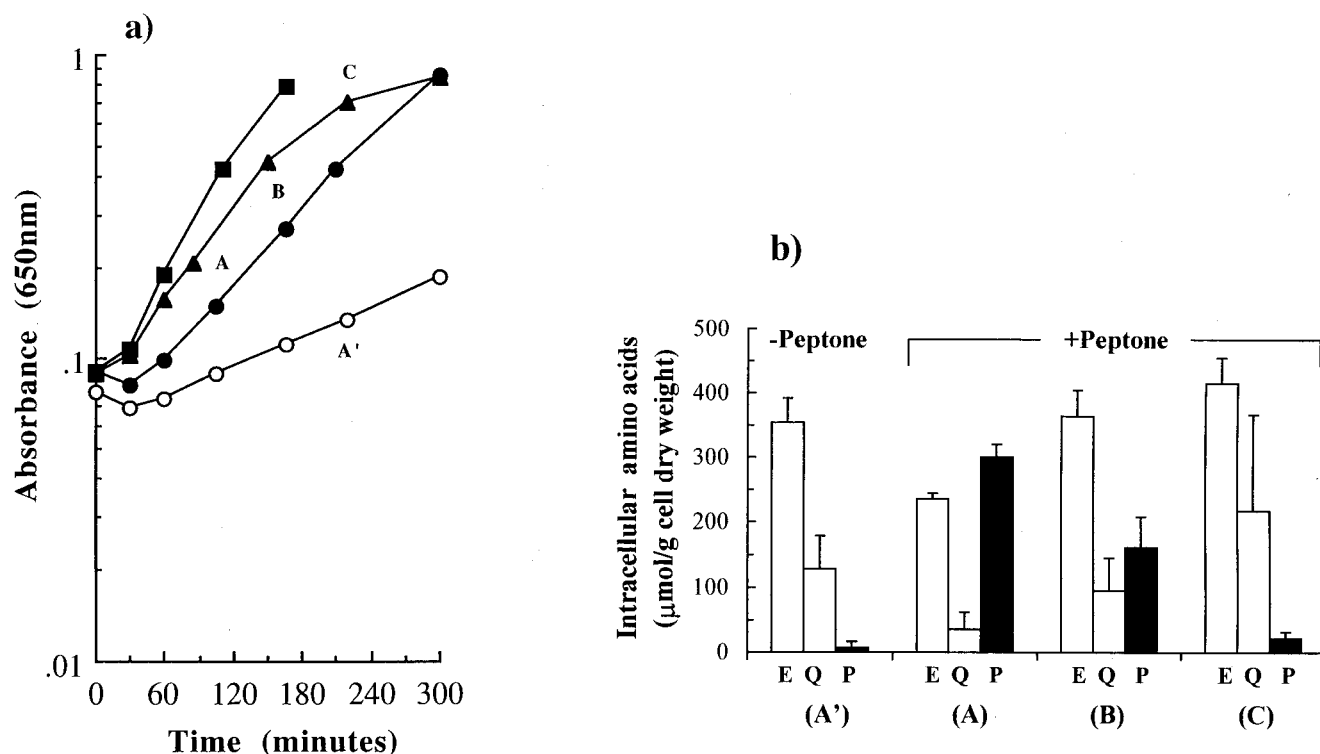 a)
1
.1
.01
Absorbance (650nm)
C
B
A
A'
0 60 120 180 240 300
Time (minutes)
b)
500
400
300
200
100
0
Intracellular amino acids
(μmol/g cell dry weight)
-Peptone
+Peptone
E Q P E Q P E Q P E Q P
(A') (A) (B) (C)